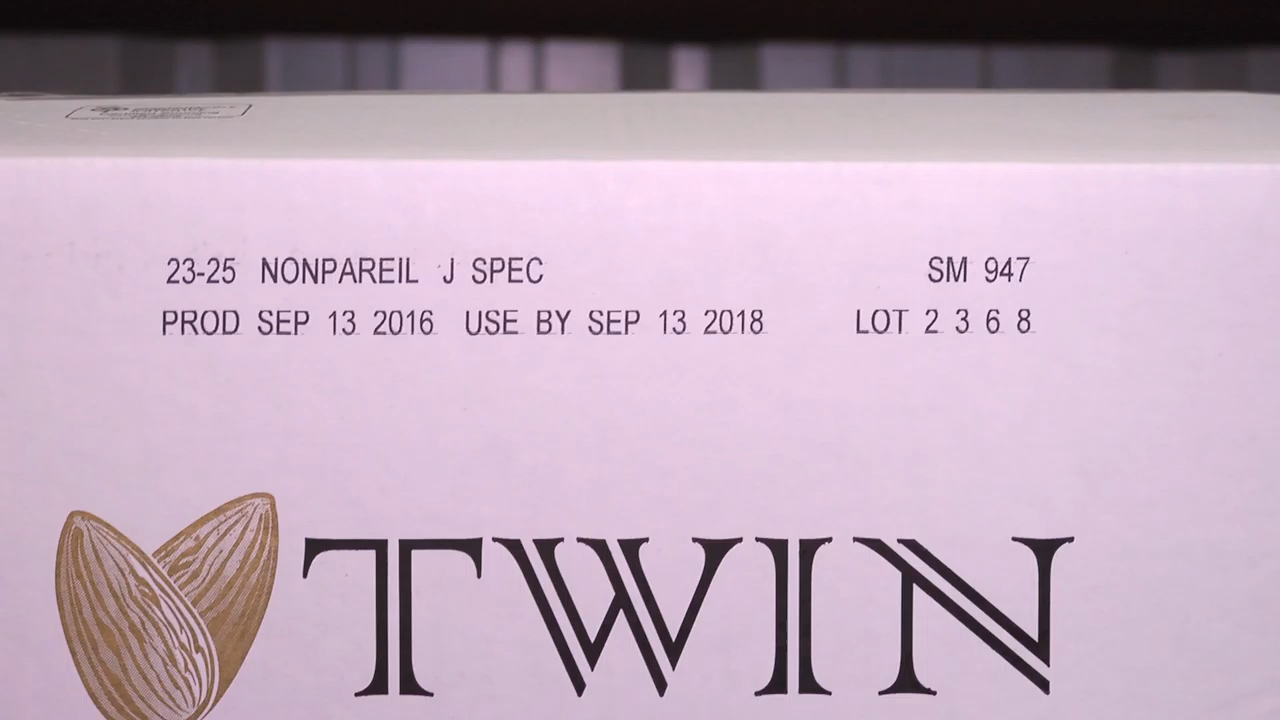 23-25 NONPAREIL J SPEC SM 947
PROD SEP 13 2016 USE BY SEP 13 2018 LOT 2 3 6 8
TWIN